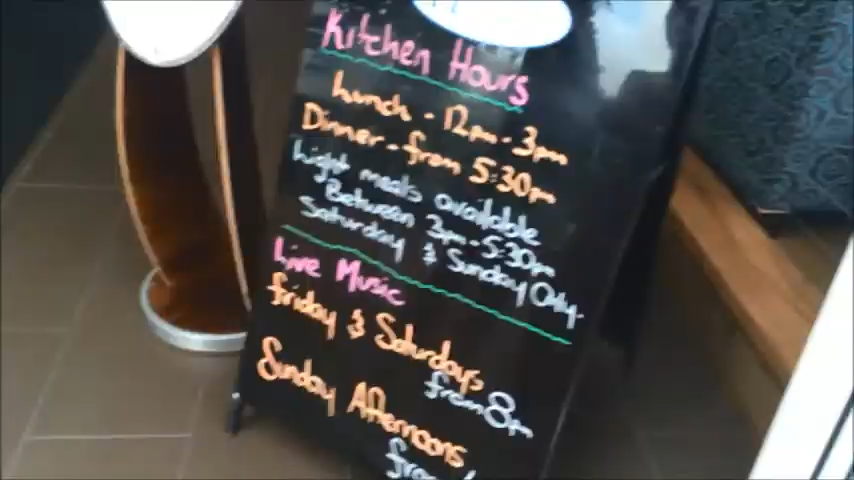 Kitchen Hours
Lunch - 12pm - 3pm
Dinner - from 5:30pm
Light meals available
Between 3pm - 5:30pm
Saturday & Sunday Only.
Live Music
friday & Saturdays
from 8pm
Sunday Afternoons
from